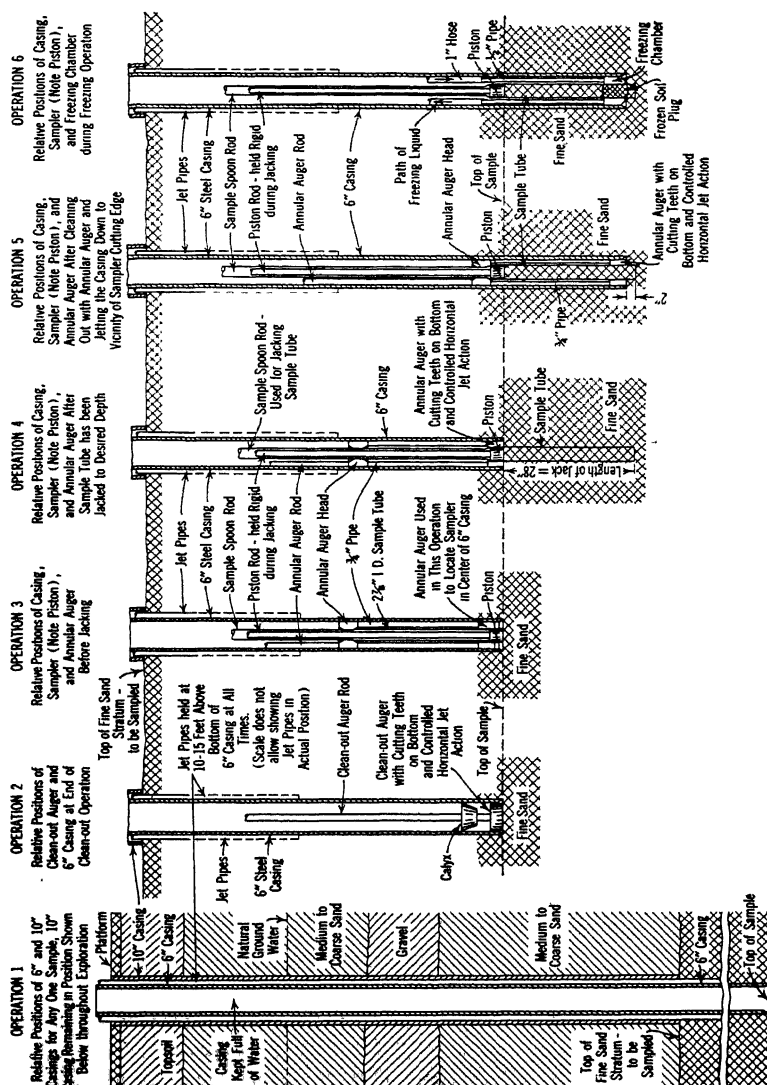 OPERATION 1
Relative Positions of 6" and 10"
Casings for Any One Sample, 10"
Casing Remaining in Position Shown
Below throughout Exploration
Platform
10" Casing
6" Casing
Topsoil
Casing
Kept Full
of Water
Natural
Ground
Water
Medium to
Coarse Sand
Gravel
Medium to
Coarse Sand
Top of
Fine Sand
Stratum -
to be
Sampled
6" Casing
Top of Sample
OPERATION 2
Relative Positions of
Clean-out Auger and
6" Casing at End of
Clean-out Operation
Jet Pipes
6" Steel
Casing
Jet Pipes held at
10-15 Feet Above
Bottom of
6" Casing at All
Times.
(Scale does not
allow showing
Jet Pipes in
Actual Position)
Clean-out Auger Rod
Clean-out Auger
with Cutting Teeth
on Bottom
and Controlled
Horizontal Jet
Action
Calyx
Top of Sample
Fine Sand
OPERATION 3
Relative Positions of Casing,
Sampler (Note Piston),
and Annular Auger
Before Jacking
Top of Fine Sand
Stratum -
to be Sampled
Jet Pipes
6" Steel Casing
Sample Spoon Rod
Piston Rod - held Rigid
during Jacking
Annular Auger Rod
Annular Auger Head
¾" Pipe
2⅞" I D. Sample Tube
Annular Auger Used
in This Operation
to Locate Sampler
in Center of 6" Casing
Piston
Fine Sand
OPERATION 4
Relative Positions of Casing,
Sampler (Note Piston),
and Annular Auger After
Sample Tube has been
Jacked to Desired Depth
Sample Spoon Rod -
Used for Jacking
Sample Tube
6" Casing
Annular Auger with
Cutting Teeth on Bottom
and Controlled Horizontal
Jet Action
Piston
Sample Tube
Fine Sand
Length of Jack = 28"
OPERATION 5
Relative Positions of Casing,
Sampler (Note Piston), and
Annular Auger After Cleaning
Out with Annular Auger and
Jetting the Casing Down to
Vicinity of Sampler Cutting Edge
Jet Pipes
6" Steel Casing
Sample Spoon Rod
Piston Rod - held Rigid
during Jacking
Annular Auger Rod
6" Casing
Annular Auger Head
Piston
Top of
Sample
Sample Tube
Fine Sand
¾" Pipe
2"
Annular Auger with
Cutting Teeth on
Bottom and Controlled
Horizontal Jet Action
OPERATION 6
Relative Positions of Casing,
Sampler (Note Piston),
and Freezing Chamber
during Freezing Operation
Path of
Freezing Liquid
1" Hose
Piston
¾" Pipe
Fine Sand
Frozen Soil
Plug
Freezing
Chamber